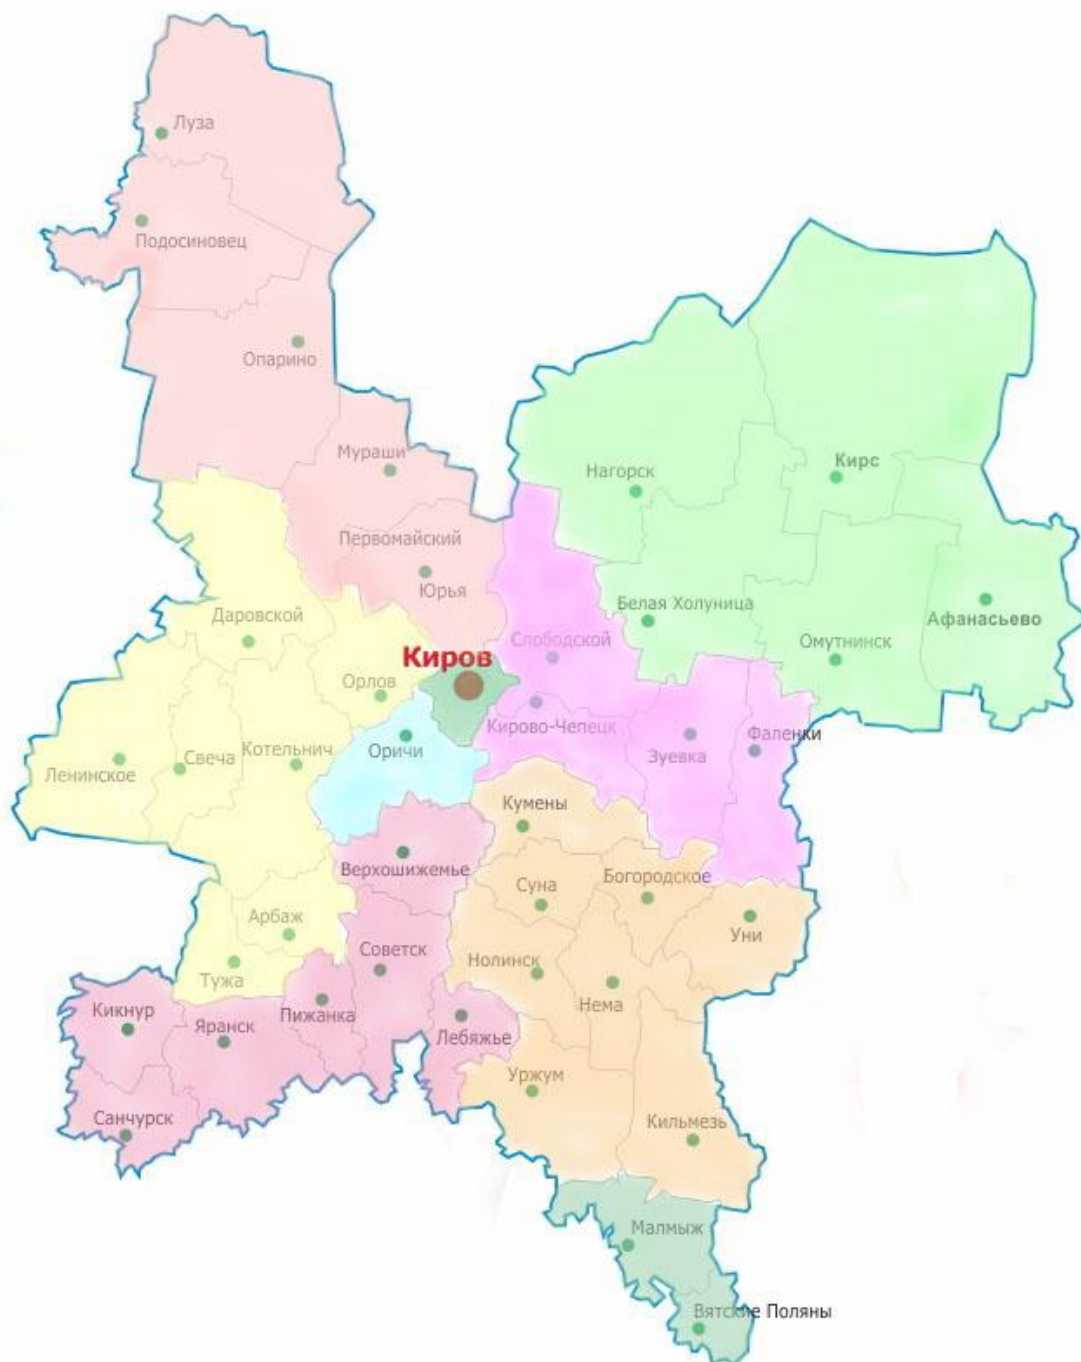 Луза
Подосиновец
Опарино
Мураши
Кирс
Нагорск
Первомайский
Юрья
Белая Холуница
Даровской
Афанасьево
Слободской
Омутнинск
Киров
Орлов
Кирово-Чепецк
Фаленки
Котельнич
Оричи
Свеча
Зуевка
Ленинское
Кумены
Верхошижемье
Богородское
Суна
Арбаж
Уни
Советск
Нолинск
Тужа
Нема
Кикнур
Пижанка
Яранск
Лебяжье
Уржум
Санчурск
Кильмезь
Малмыж
Вятские Поляны